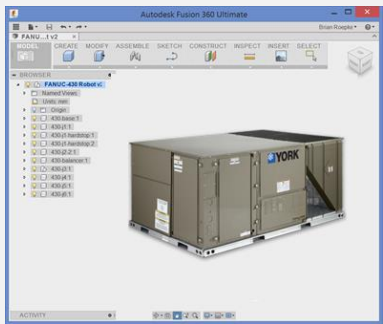 Autodesk Fusion 360 Ultimate
Brian Roepke
FANU...t v2
MODEL CREATE MODIFY ASSEMBLE SKETCH CONSTRUCT INSPECT INSERT SELECT
BROWSER
FANUC-430 Robot v2
Named Views
Units: mm
Origin
430-base:1
430-j1:1
430-j1-hardstop:1
430-j1-hardstop:2
430-j2-2:1
430-balancer:1
430-j3:1
430-j4:1
430-j5:1
430-j6:1
YORK
ACTIVITY